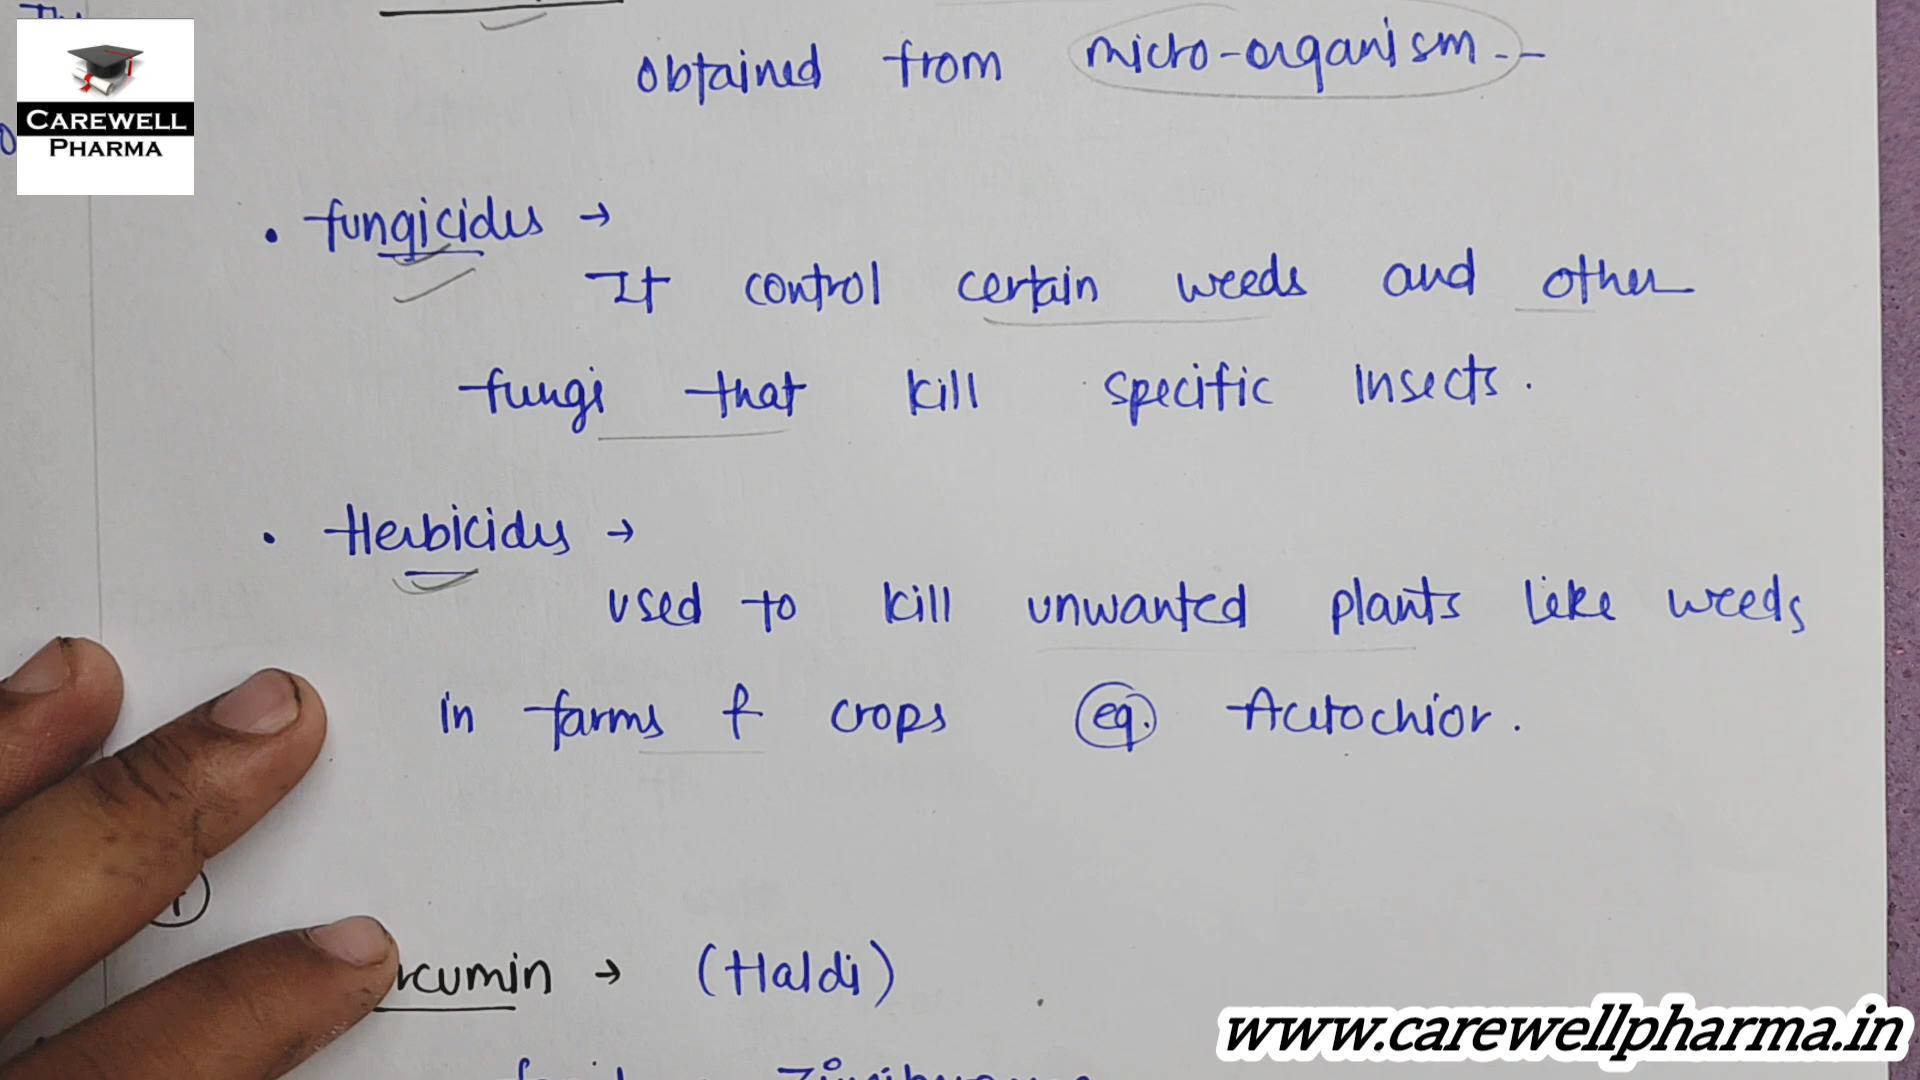 CAREWELL
PHARMA
obtained from micro-organism.-
• fungicides →
It control certain weeds and other
fungi that kill specific insects.
• Herbicides →
used to kill unwanted plants like weeds
in farms & crops eg. Acetochior.
rcumin → (Haldi)
www.carewellpharma.in